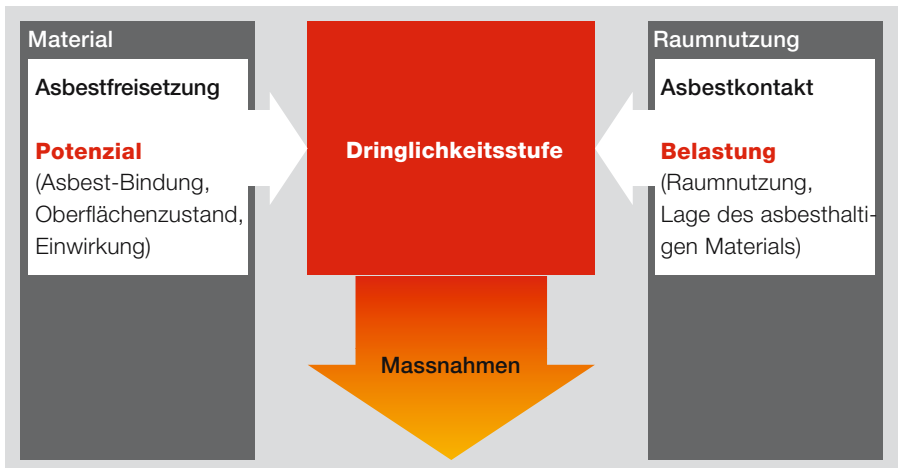 Material
Asbestfreisetzung
Potenzial
(Asbest-Bindung,
Oberflächenzustand,
Einwirkung)
Dringlichkeitsstufe
Massnahmen
Raumnutzung
Asbestkontakt
Belastung
(Raumnutzung,
Lage des asbesthalti-
gen Materials)